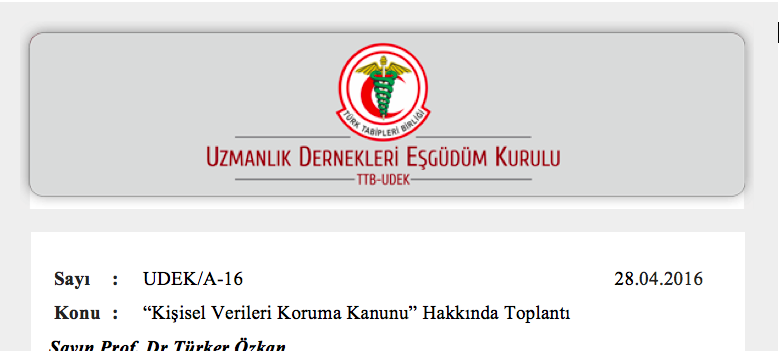 TÜRK TABİPLERİ BİRLİĞİ
UZMANLIK DERNEKLERİ EŞGÜDÜM KURULU
TTB-UDEK
Sayı : UDEK/A-16 28.04.2016
Konu : “Kişisel Verileri Koruma Kanunu” Hakkında Toplantı
Sayın Prof. Dr.Türker Özkan